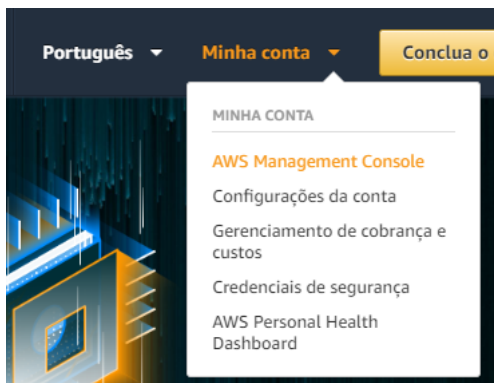 Português
Minha conta
Conclua o
MINHA CONTA
AWS Management Console
Configurações da conta
Gerenciamento de cobrança e
custos
Credenciais de segurança
AWS Personal Health
Dashboard